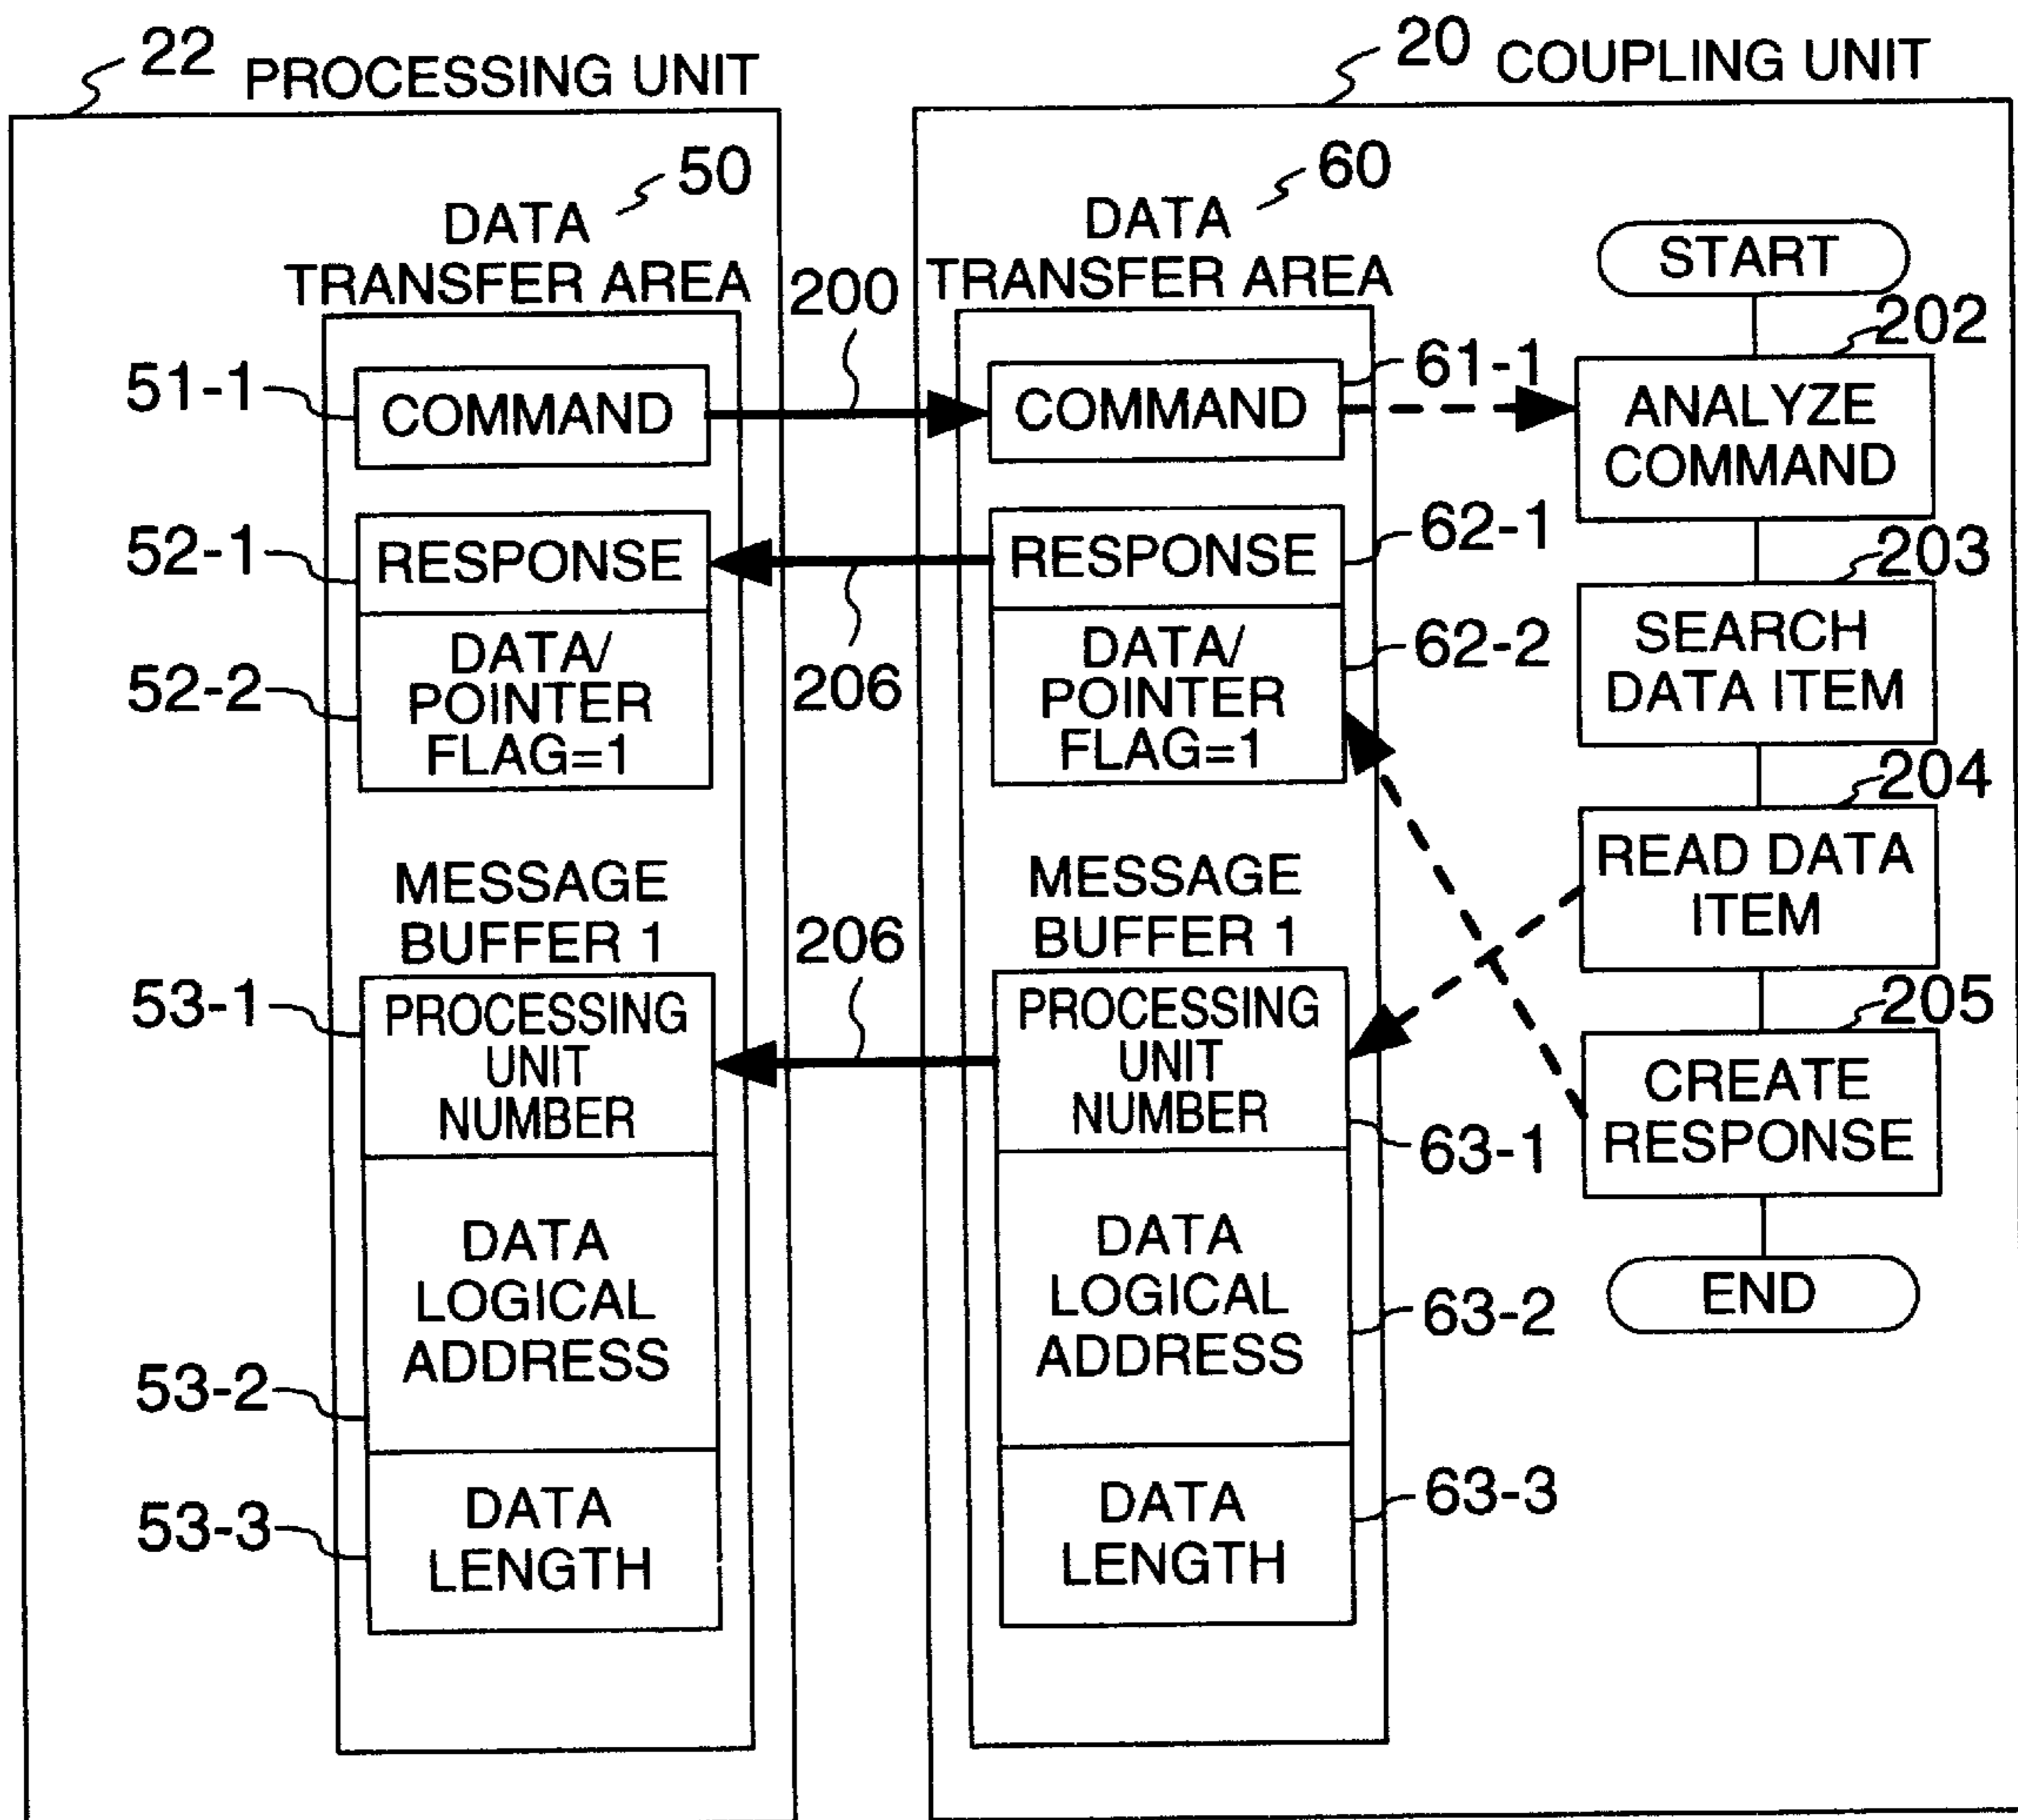 22 PROCESSING UNIT
50
DATA
TRANSFER AREA
51-1
COMMAND
200
52-1
RESPONSE
206
52-2
DATA/
POINTER
FLAG=1
MESSAGE
BUFFER 1
206
53-1
PROCESSING
UNIT
NUMBER
53-2
DATA
LOGICAL
ADDRESS
53-3
DATA
LENGTH
20 COUPLING UNIT
60
DATA
TRANSFER AREA
61-1
COMMAND
62-1
RESPONSE
62-2
DATA/
POINTER
FLAG=1
MESSAGE
BUFFER 1
PROCESSING
UNIT
NUMBER
63-1
DATA
LOGICAL
ADDRESS
63-2
DATA
LENGTH
63-3
START
202
ANALYZE
COMMAND
203
SEARCH
DATA ITEM
204
READ DATA
ITEM
205
CREATE
RESPONSE
END